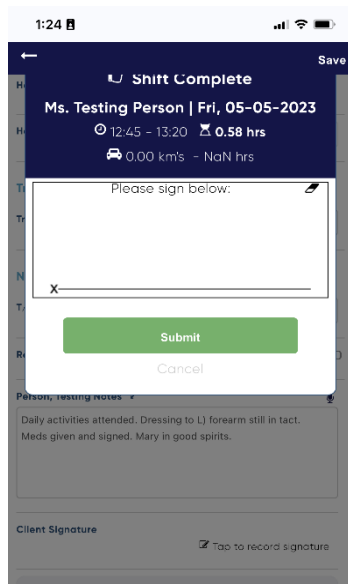 1:24
Save
Shift Complete
Ms. Testing Person | Fri, 05-05-2023
12:45 - 13:20 0.58 hrs
0.00 km's - NaN hrs
Please sign below:
X
Submit
Cancel
Person, Testing Notes
Daily activities attended. Dressing to L) forearm still in tact.
Meds given and signed. Mary in good spirits.
Client Signature
Tap to record signature